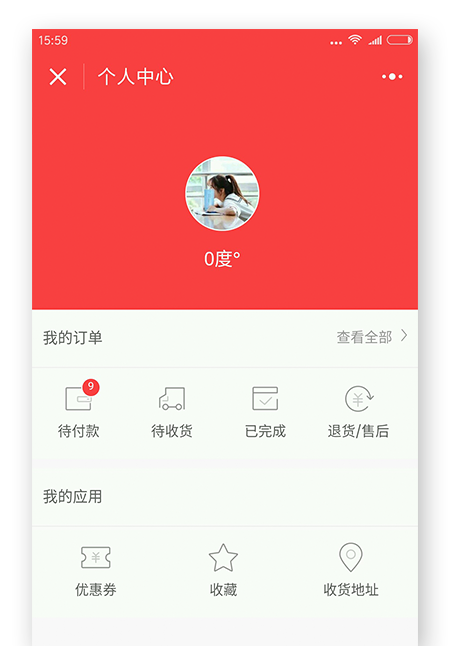 15:59
个人中心
0度°
我的订单
查看全部
9
待付款
待收货
已完成
退货/售后
我的应用
优惠券
收藏
收货地址